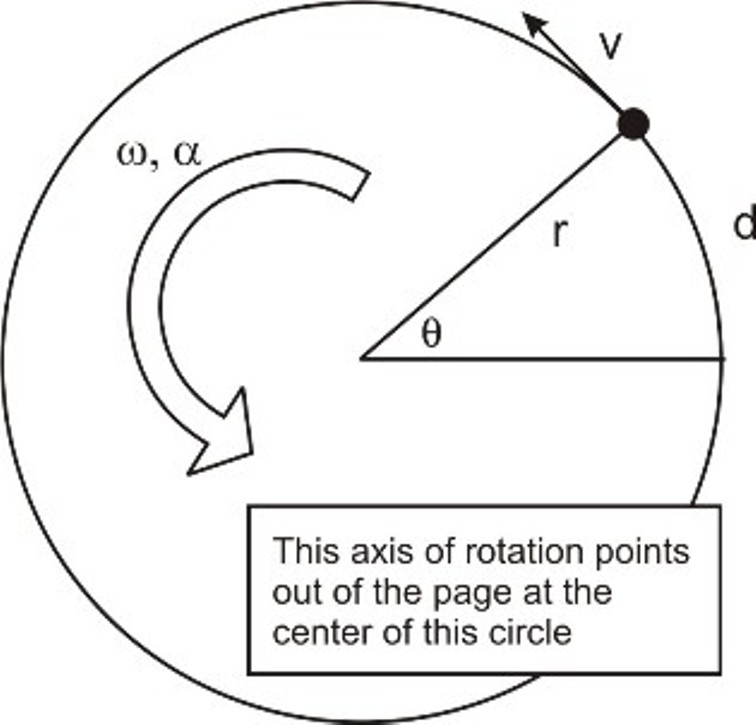 v
ω, α
r
d
θ
This axis of rotation points
out of the page at the
center of this circle